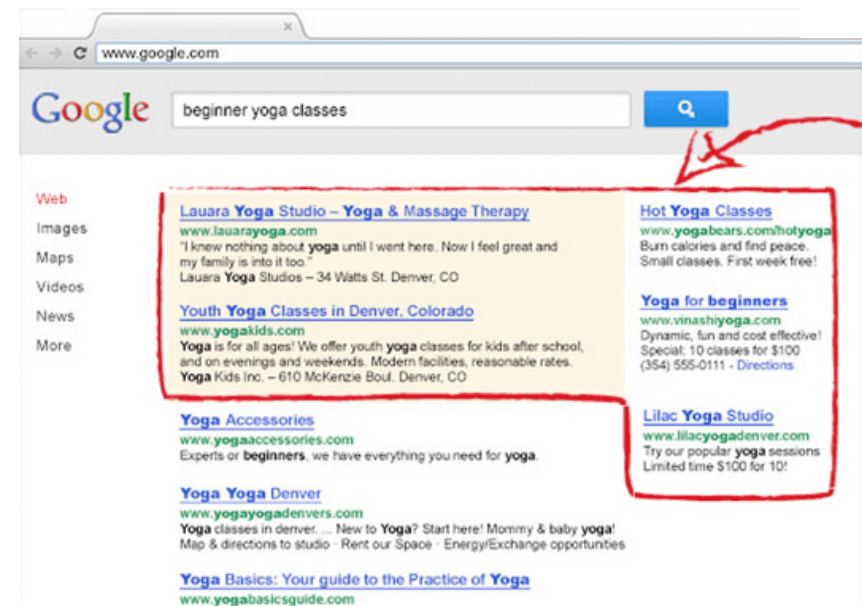 www.google.com
Google
beginner yoga classes
Web
Images
Maps
Videos
News
More
Lauara Yoga Studio – Yoga & Massage Therapy
www.lauarayoga.com
"I knew nothing about yoga until I went here. Now I feel great and
my family is into it too."
Lauara Yoga Studios – 34 Watts St. Denver, CO
Youth Yoga Classes in Denver, Colorado
www.yogakids.com
Yoga is for all ages! We offer youth yoga classes for kids after school,
and on evenings and weekends. Modern facilities, reasonable rates.
Yoga Kids Inc. – 610 McKenzie Boul. Denver, CO
Yoga Accessories
www.yogaaccessories.com
Experts or beginners, we have everything you need for yoga.
Yoga Yoga Denver
www.yogayogadenvers.com
Yoga classes in denver. ... New to Yoga? Start here! Mommy & baby yoga!
Map & directions to studio · Rent our Space · Energy/Exchange opportunities
Yoga Basics: Your guide to the Practice of Yoga
www.yogabasicsguide.com
Hot Yoga Classes
www.yogabears.com/hotyoga
Burn calories and find peace.
Small classes. First week free!
Yoga for beginners
www.vinashiyoga.com
Dynamic, fun and cost effective!
Special: 10 classes for $100
(354) 555-0111 - Directions
Lilac Yoga Studio
www.lilacyogadenver.com
Try our popular yoga sessions
Limited time $100 for 10!